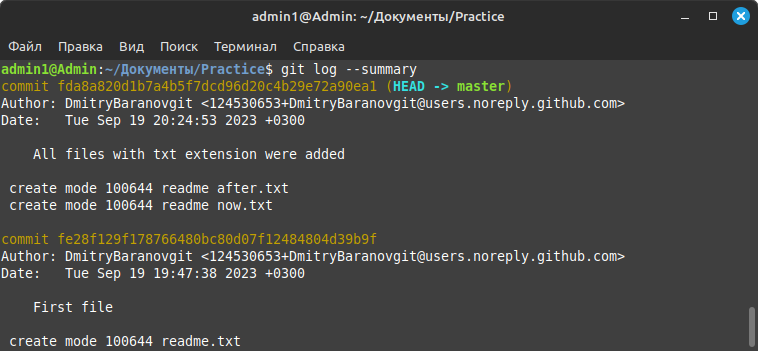 admin1@Admin: ~/Документы/Practice
Файл Правка Вид Поиск Терминал Справка
admin1@Admin:~/Документы/Practice$ git log --summary
commit fda8a820d1b7a4b5f7dcd96d20c4b29e72a90ea1 (HEAD -> master)
Author: DmitryBaranovgit <124530653+DmitryBaranovgit@users.noreply.github.com>
Date:   Tue Sep 19 20:24:53 2023 +0300
    All files with txt extension were added
 create mode 100644 readme after.txt
 create mode 100644 readme now.txt
commit fe28f129f178766480bc80d07f12484804d39b9f
Author: DmitryBaranovgit <124530653+DmitryBaranovgit@users.noreply.github.com>
Date:   Tue Sep 19 19:47:38 2023 +0300
    First file
 create mode 100644 readme.txt